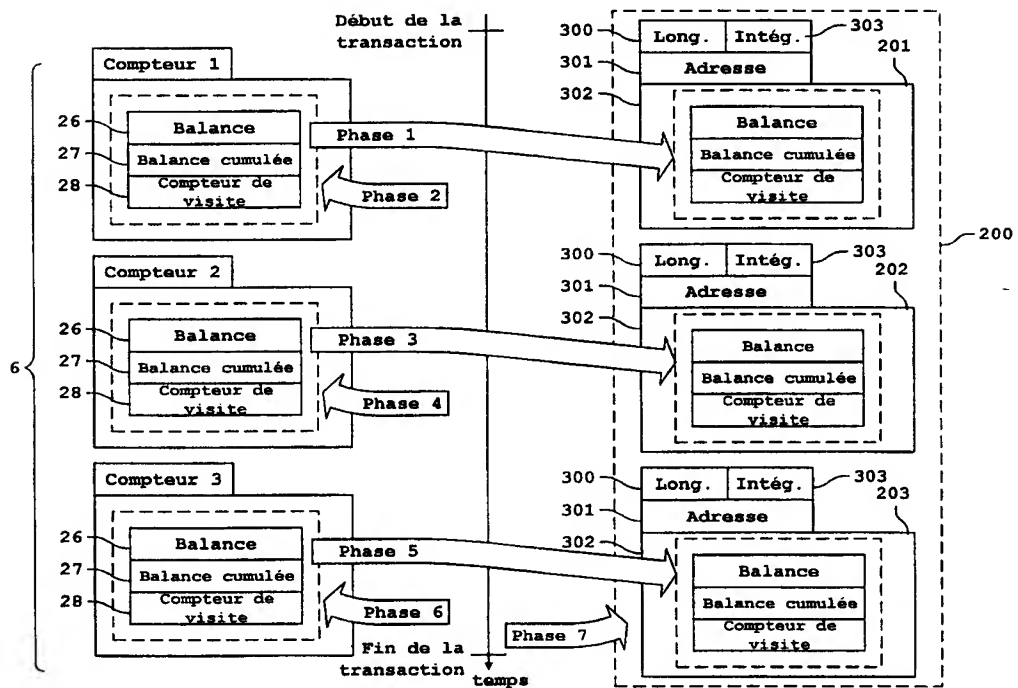 Début de la
transaction
300
Long.
Intég.
303
201
Compteur 1
301
Adresse
302
6
26
Balance
Phase 1
Balance
27
Balance cumulée
Balance cumulée
28
Compteur de
visite
Phase 2
Compteur de
visite
200
Compteur 2
300
Long.
Intég.
303
202
301
Adresse
302
26
Balance
Phase 3
Balance
27
Balance cumulée
Balance cumulée
28
Compteur de
visite
Phase 4
Compteur de
visite
Compteur 3
300
Long.
Intég.
303
203
301
Adresse
302
26
Balance
Phase 5
Balance
27
Balance cumulée
Balance cumulée
28
Compteur de
visite
Phase 6
Compteur de
visite
Phase 7
Fin de la
transaction
temps